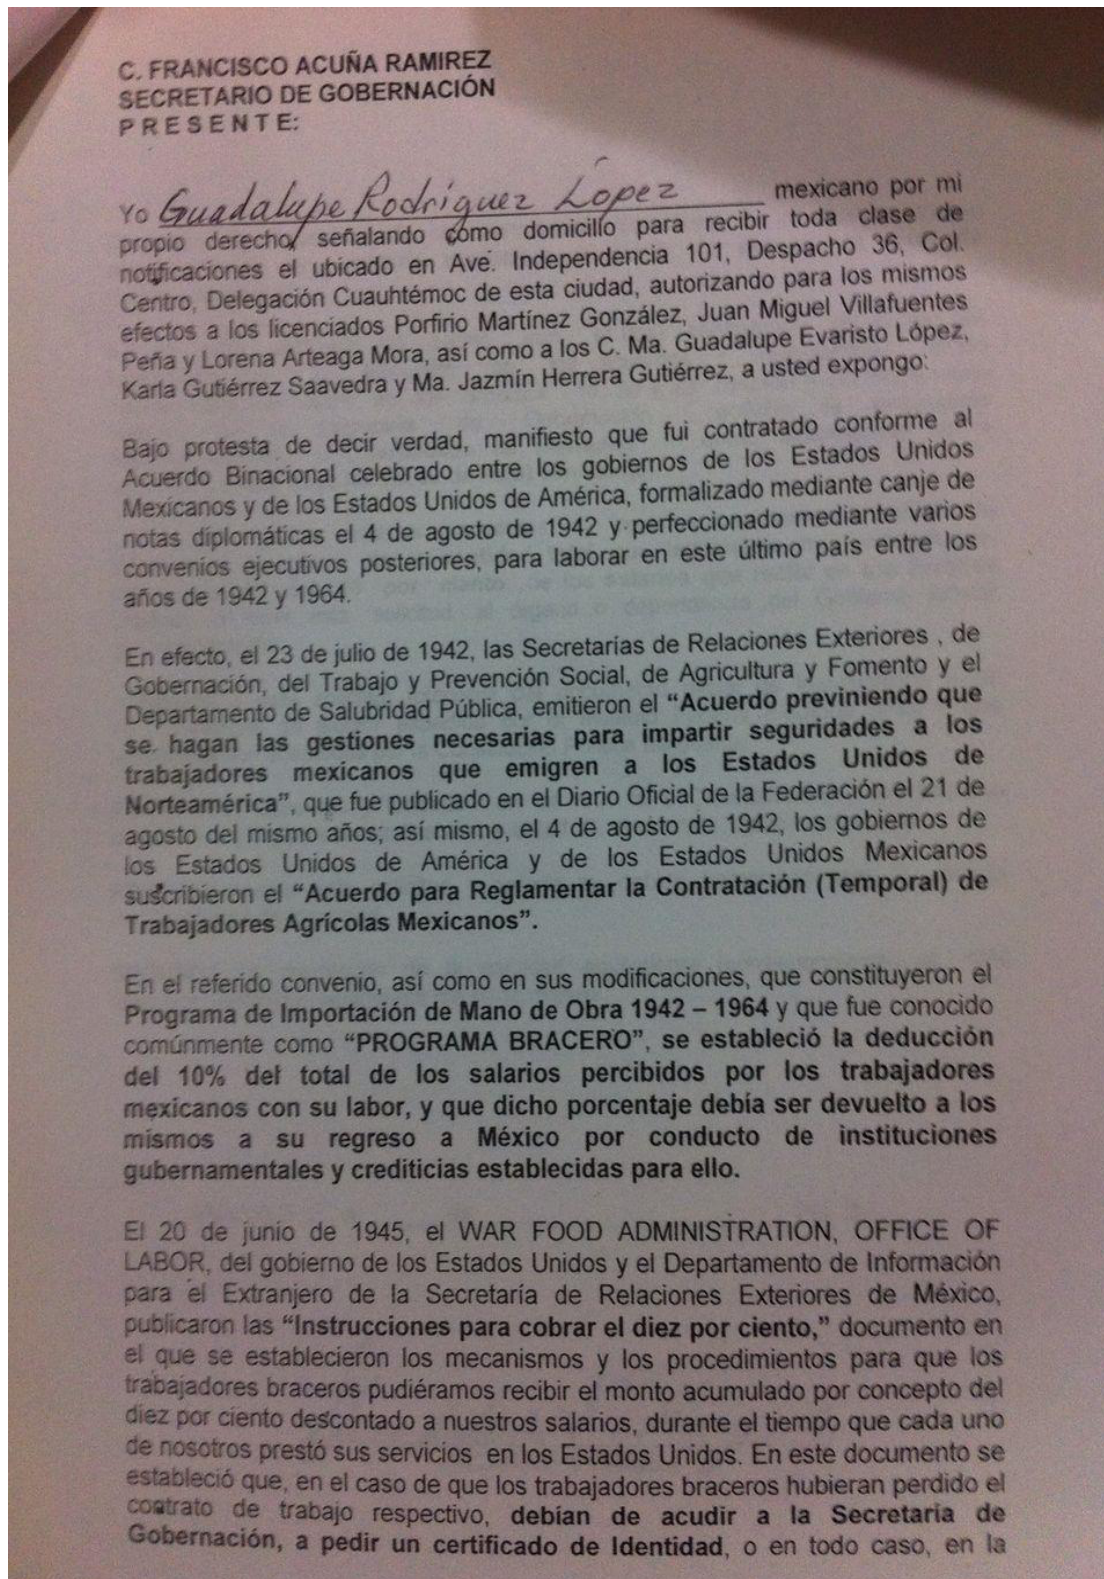 C. FRANCISCO ACUÑA RAMIREZ
SECRETARIO DE GOBERNACIÓN
P R E S E N T E:
Yo Guadalupe Rodríguez López mexicano por mi
propio derecho, señalando como domicilio para recibir toda clase de
notificaciones el ubicado en Ave. Independencia 101, Despacho 36, Col.
Centro, Delegación Cuauhtémoc de esta ciudad, autorizando para los mismos
efectos a los licenciados Porfirio Martínez González, Juan Miguel Villafuentes
Peña y Lorena Arteaga Mora, así como a los C. Ma. Guadalupe Evaristo López,
Karla Gutiérrez Saavedra y Ma. Jazmín Herrera Gutiérrez, a usted expongo:
Bajo protesta de decir verdad, manifiesto que fui contratado conforme al
Acuerdo Binacional celebrado entre los gobiernos de los Estados Unidos
Mexicanos y de los Estados Unidos de América, formalizado mediante canje de
notas diplomáticas el 4 de agosto de 1942 y perfeccionado mediante varios
convenios ejecutivos posteriores, para laborar en este último país entre los
años de 1942 y 1964.
En efecto, el 23 de julio de 1942, las Secretarías de Relaciones Exteriores , de
Gobernación, del Trabajo y Prevención Social, de Agricultura y Fomento y el
Departamento de Salubridad Pública, emitieron el “Acuerdo previniendo que
se hagan las gestiones necesarias para impartir seguridades a los
trabajadores mexicanos que emigren a los Estados Unidos de
Norteamérica”, que fue publicado en el Diario Oficial de la Federación el 21 de
agosto del mismo años; así mismo, el 4 de agosto de 1942, los gobiernos de
los Estados Unidos de América y de los Estados Unidos Mexicanos
suscribieron el “Acuerdo para Reglamentar la Contratación (Temporal) de
Trabajadores Agrícolas Mexicanos”.
En el referido convenio, así como en sus modificaciones, que constituyeron el
Programa de Importación de Mano de Obra 1942 – 1964 y que fue conocido
comúnmente como “PROGRAMA BRACERO”, se estableció la deducción
del 10% del total de los salarios percibidos por los trabajadores
mexicanos con su labor, y que dicho porcentaje debía ser devuelto a los
mismos a su regreso a México por conducto de instituciones
gubernamentales y crediticias establecidas para ello.
El 20 de junio de 1945, el WAR FOOD ADMINISTRATION, OFFICE OF
LABOR, del gobierno de los Estados Unidos y el Departamento de Información
para el Extranjero de la Secretaría de Relaciones Exteriores de México,
publicaron las “Instrucciones para cobrar el diez por ciento,” documento en
el que se establecieron los mecanismos y los procedimientos para que los
trabajadores braceros pudiéramos recibir el monto acumulado por concepto del
diez por ciento descontado a nuestros salarios, durante el tiempo que cada uno
de nosotros prestó sus servicios en los Estados Unidos. En este documento se
estableció que, en el caso de que los trabajadores braceros hubieran perdido el
contrato de trabajo respectivo, debían de acudir a la Secretaría de
Gobernación, a pedir un certificado de Identidad, o en todo caso, en la